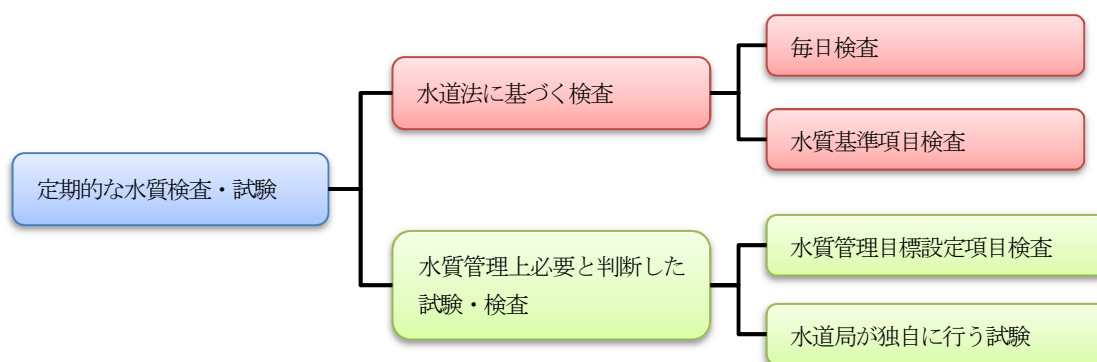 定期的な水質検査・試験
水道法に基づく検査
毎日検査
水質基準項目検査
水質管理上必要と判断した
試験・検査
水質管理目標設定項目検査
水道局が独自に行う試験